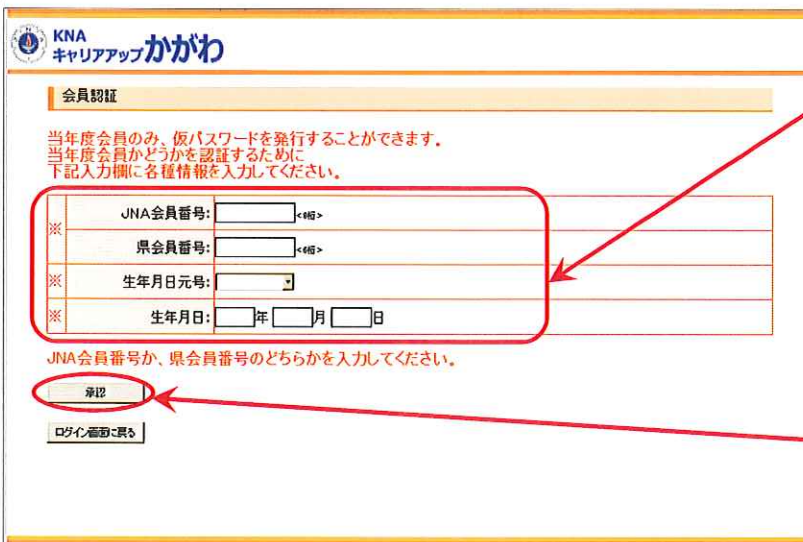 KNA
キャリアアップかがわ
会員認証
当年度会員のみ、仮パスワードを発行することができます。
当年度会員かどうかを認証するために
下記入力欄に各種情報を入力してください。
※ JNA会員番号:
県会員番号:
※ 生年月日元号:
※ 生年月日: 年 月 日
JNA会員番号か、県会員番号のどちらかを入力してください。
承認
ログイン画面に戻る